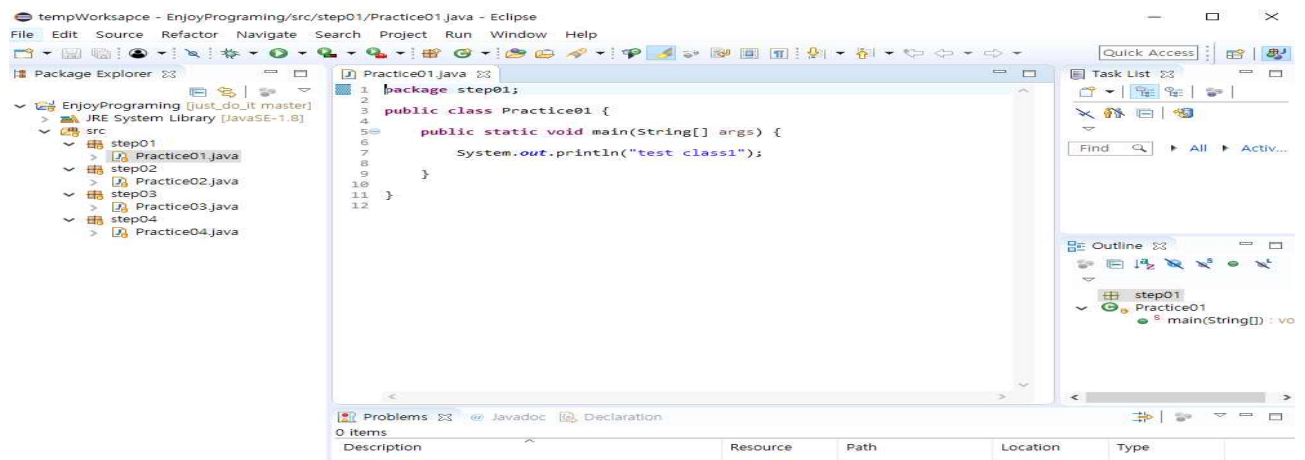 tempWorksapce - EnjoyPrograming/src/step01/Practice01.java - Eclipse
File Edit Source Refactor Navigate Search Project Run Window Help
Quick Access
Package Explorer
EnjoyPrograming [just_do_it master]
JRE System Library [JavaSE-1.8]
src
step01
Practice01.java
step02
Practice02.java
step03
Practice03.java
step04
Practice04.java
Practice01.java
1 package step01;
2
3 public class Practice01 {
4
5 public static void main(String[] args) {
6
7 System.out.println("test class1");
8
9 }
10
11 }
12
Task List
Find All Activ...
Outline
step01
Practice01
main(String[]) : vo
Problems Javadoc Declaration
0 items
Description Resource Path Location Type